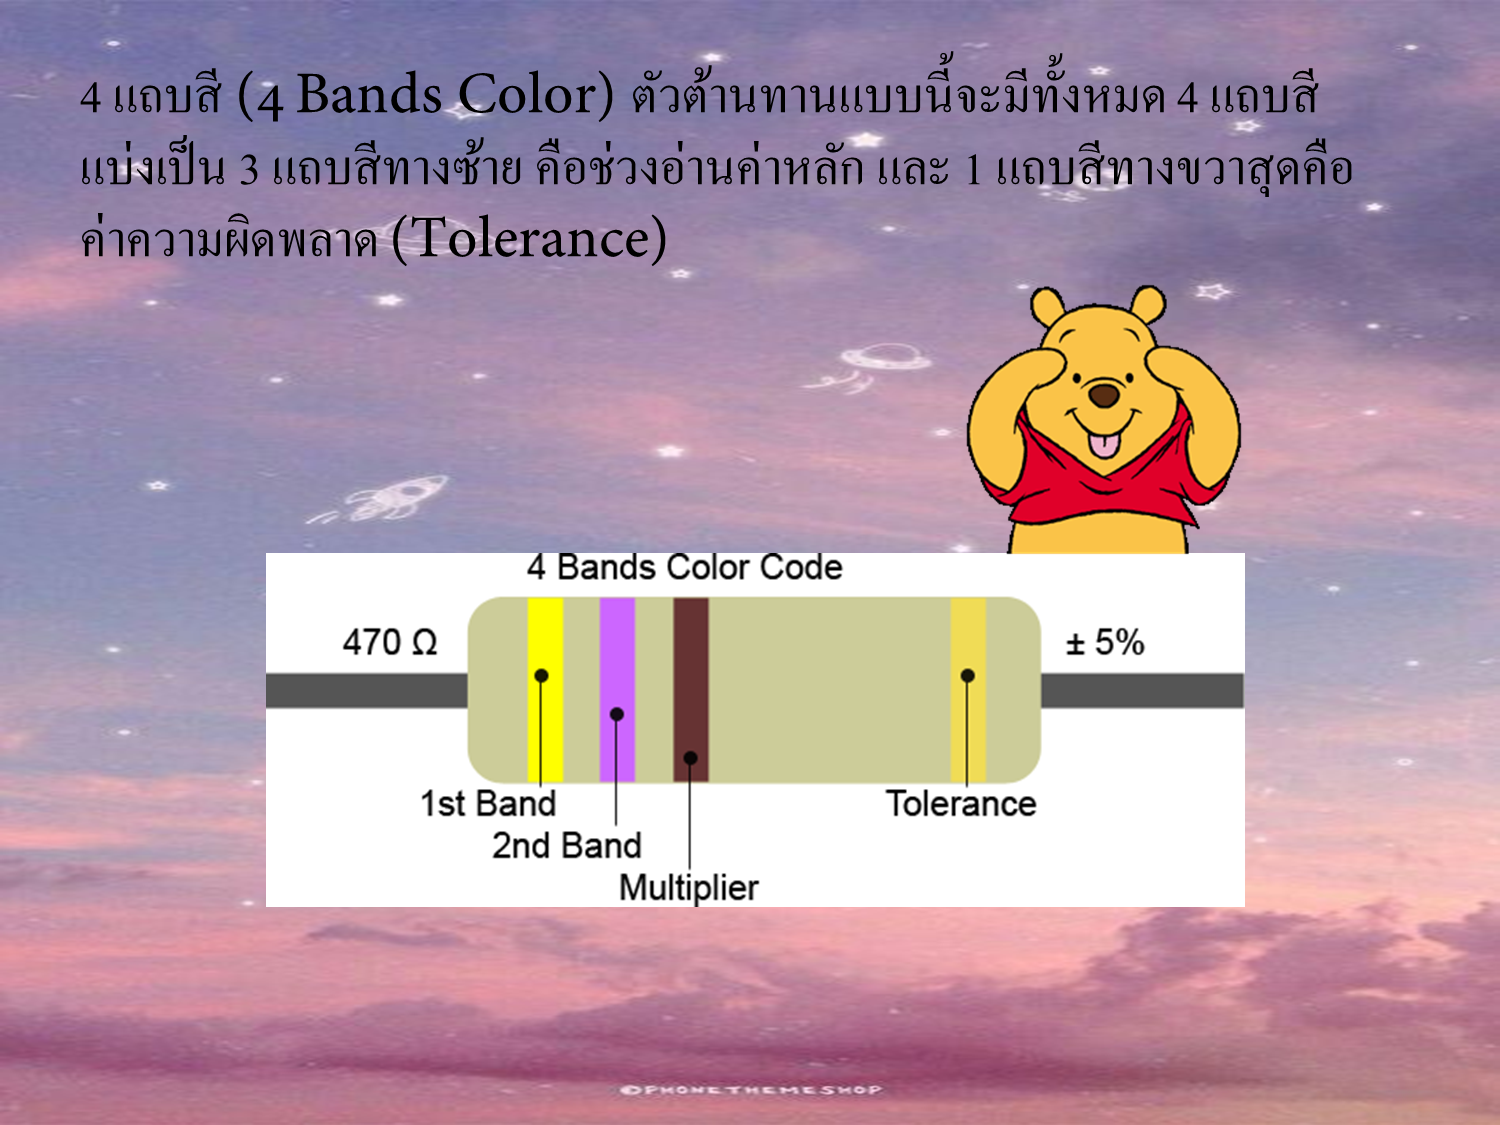 4 แถบสี (4 Bands Color) ตัวต้านทานแบบนี้จะมีทั้งหมด 4 แถบสี
แบ่งเป็น 3 แถบสีทางซ้าย คือช่วงอ่านค่าหลัก และ 1 แถบสีทางขวาสุดคือ
ค่าความผิดพลาด (Tolerance)
4 Bands Color Code
470 Ω
± 5%
1st Band
Tolerance
2nd Band
Multiplier
©PHONETHEMESHOP